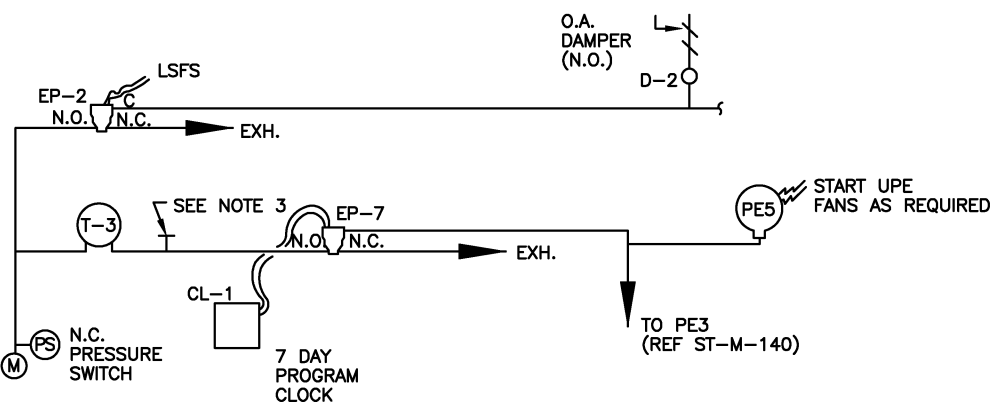 O.A.
DAMPER
(N.O.)
D-2
LSFS
EP-2
C
N.O.
N.C.
EXH.
SEE NOTE 3
T-3
EP-7
N.O.
N.C.
EXH.
PE5
START UPE
FANS AS REQUIRED
CL-1
7 DAY
PROGRAM
CLOCK
TO PE3
(REF ST-M-140)
PS
N.C.
PRESSURE
SWITCH
M